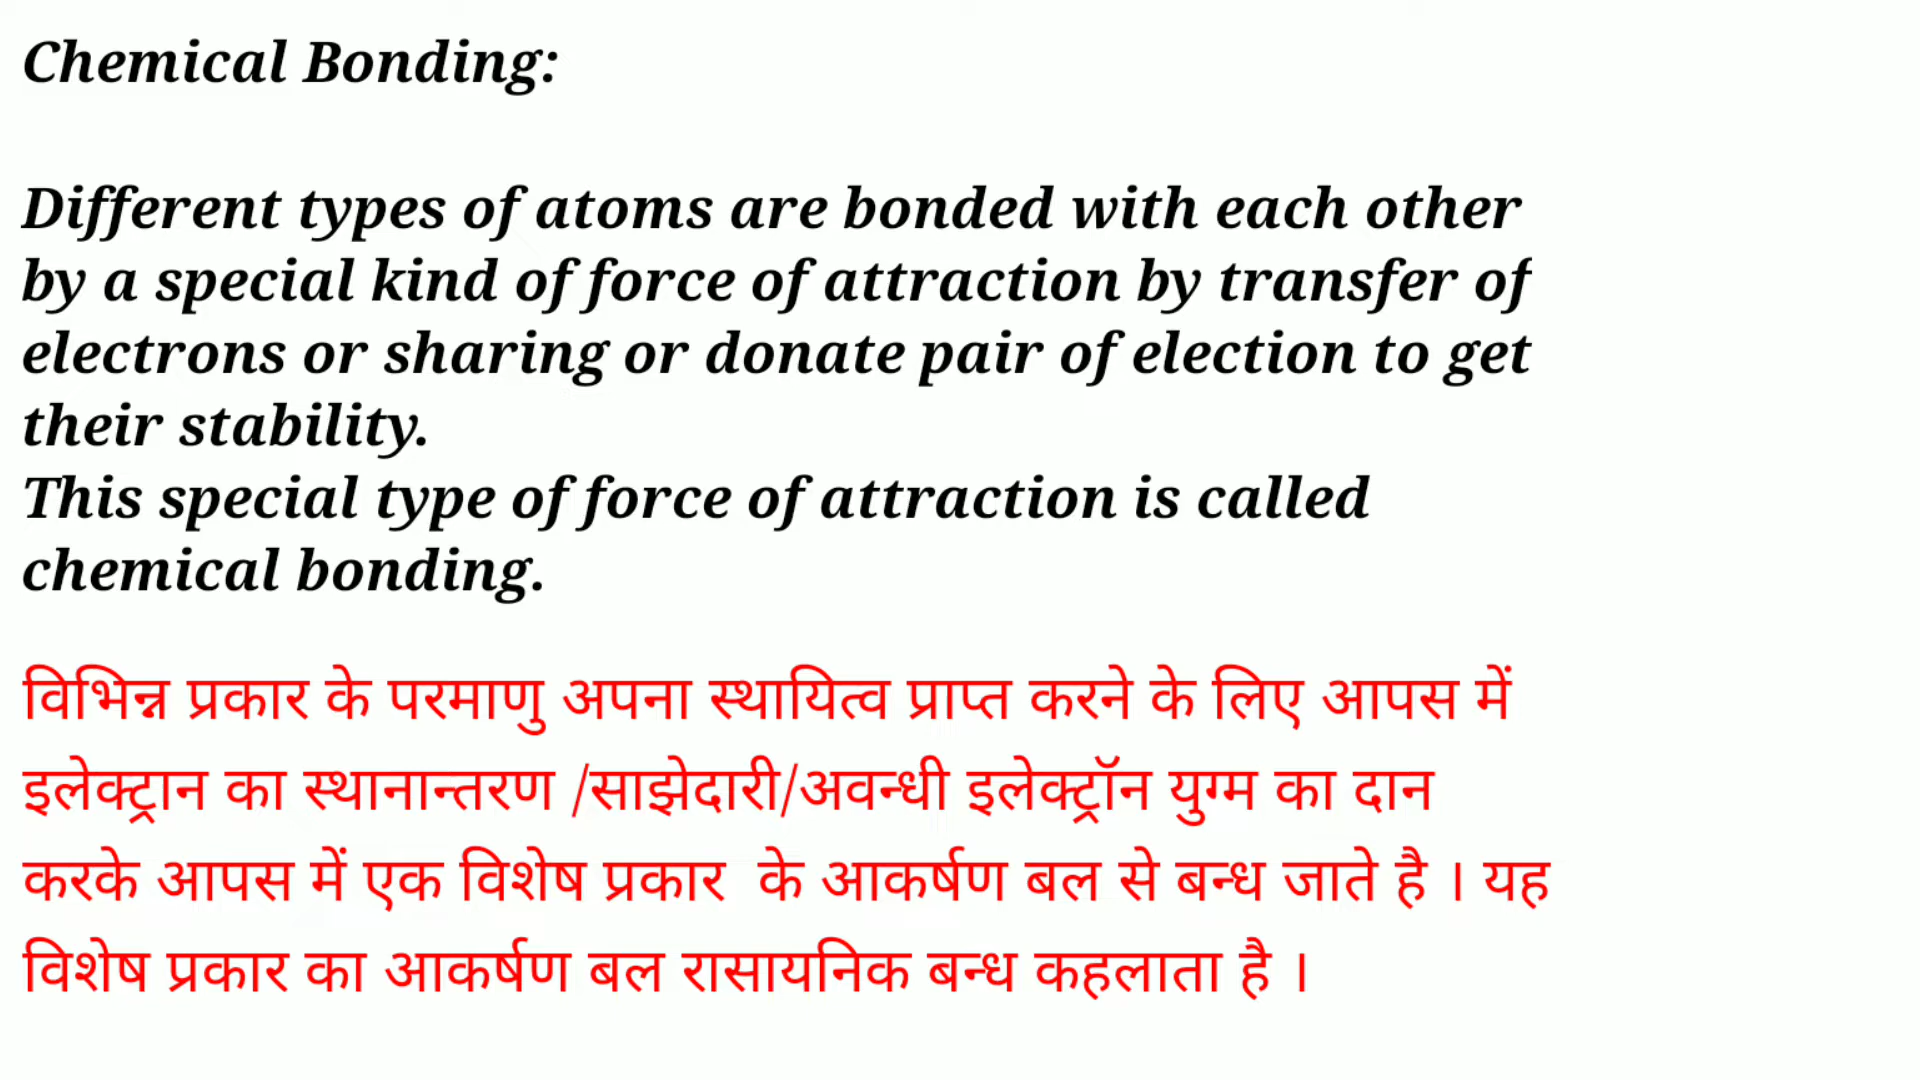 Chemical Bonding:
Different types of atoms are bonded with each other
by a special kind of force of attraction by transfer of
electrons or sharing or donate pair of election to get
their stability.
This special type of force of attraction is called
chemical bonding.
विभिन्न प्रकार के परमाणु अपना स्थायित्व प्राप्त करने के लिए आपस में
इलेक्ट्रान का स्थानान्तरण /साझेदारी/अवन्धी इलेक्ट्रॉन युग्म का दान
करके आपस में एक विशेष प्रकार  के आकर्षण बल से बन्ध जाते है । यह
विशेष प्रकार का आकर्षण बल रासायनिक बन्ध कहलाता है ।